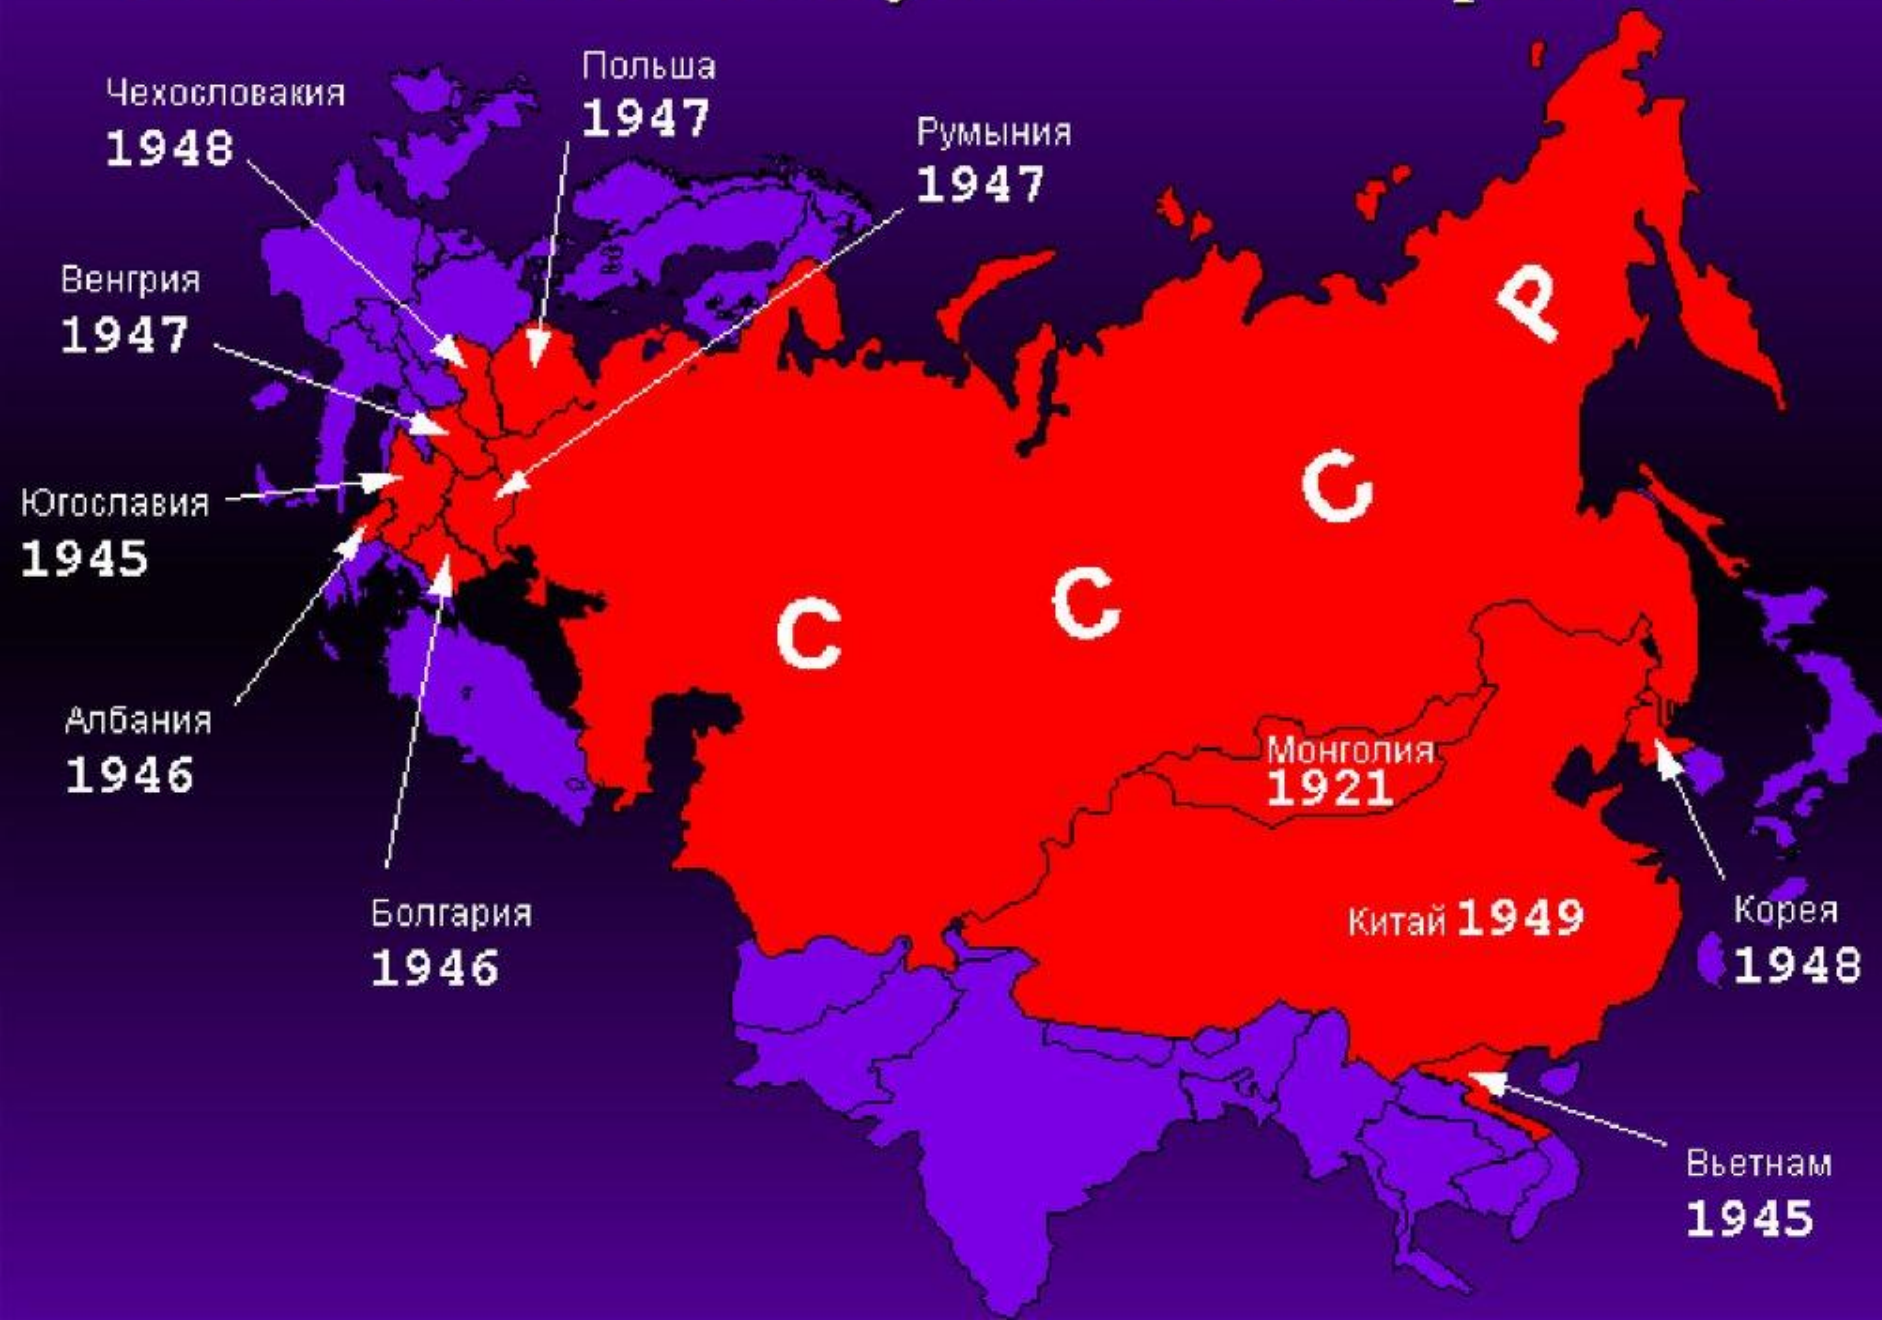 Польша
1947
Чехословакия
1948
Румыния
1947
Венгрия
1947
Р
С
Югославия
1945
С
С
Албания
1946
Монголия
1921
Болгария
1946
Китай 1949
Корея
1948
Вьетнам
1945